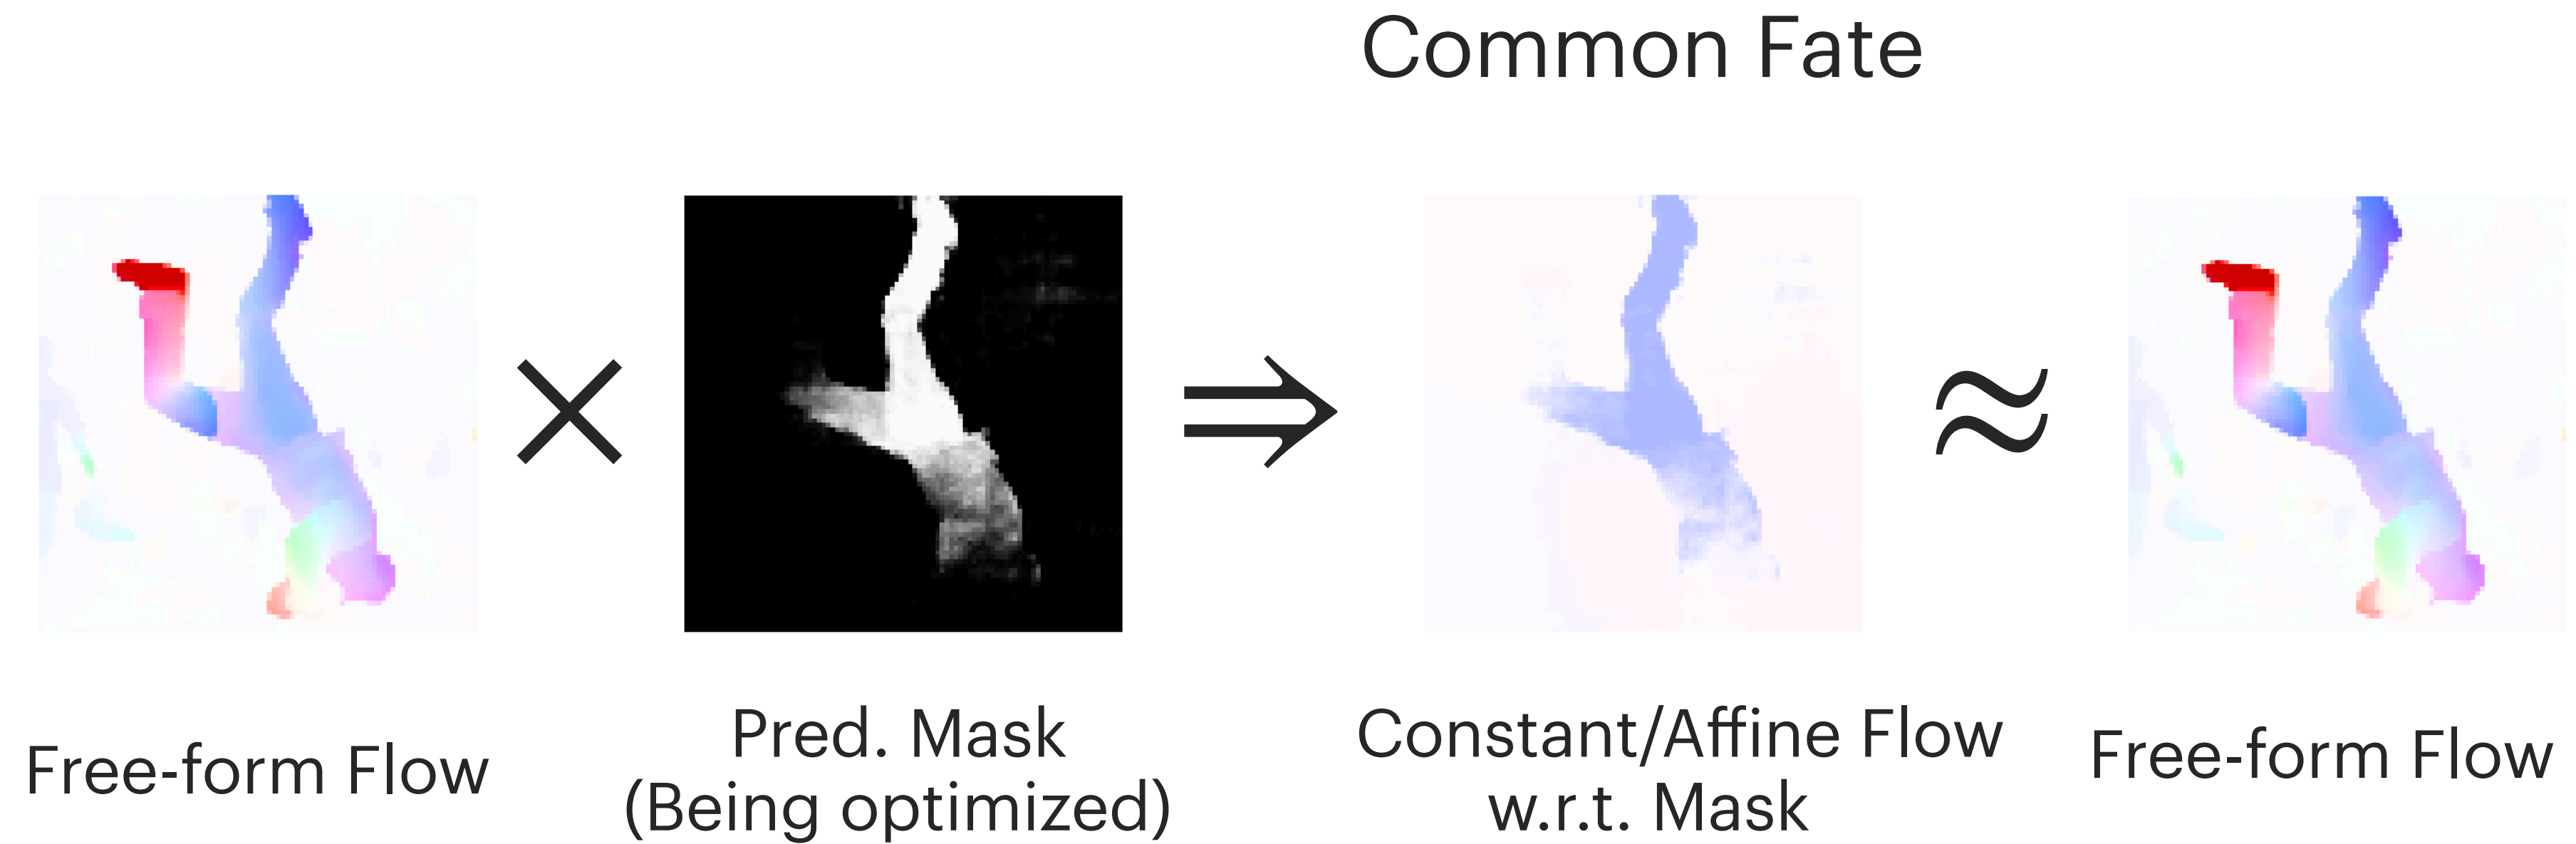 Common Fate
Free-form Flow
Pred. Mask
(Being optimized)
Constant/Affine Flow
w.r.t. Mask
Free-form Flow